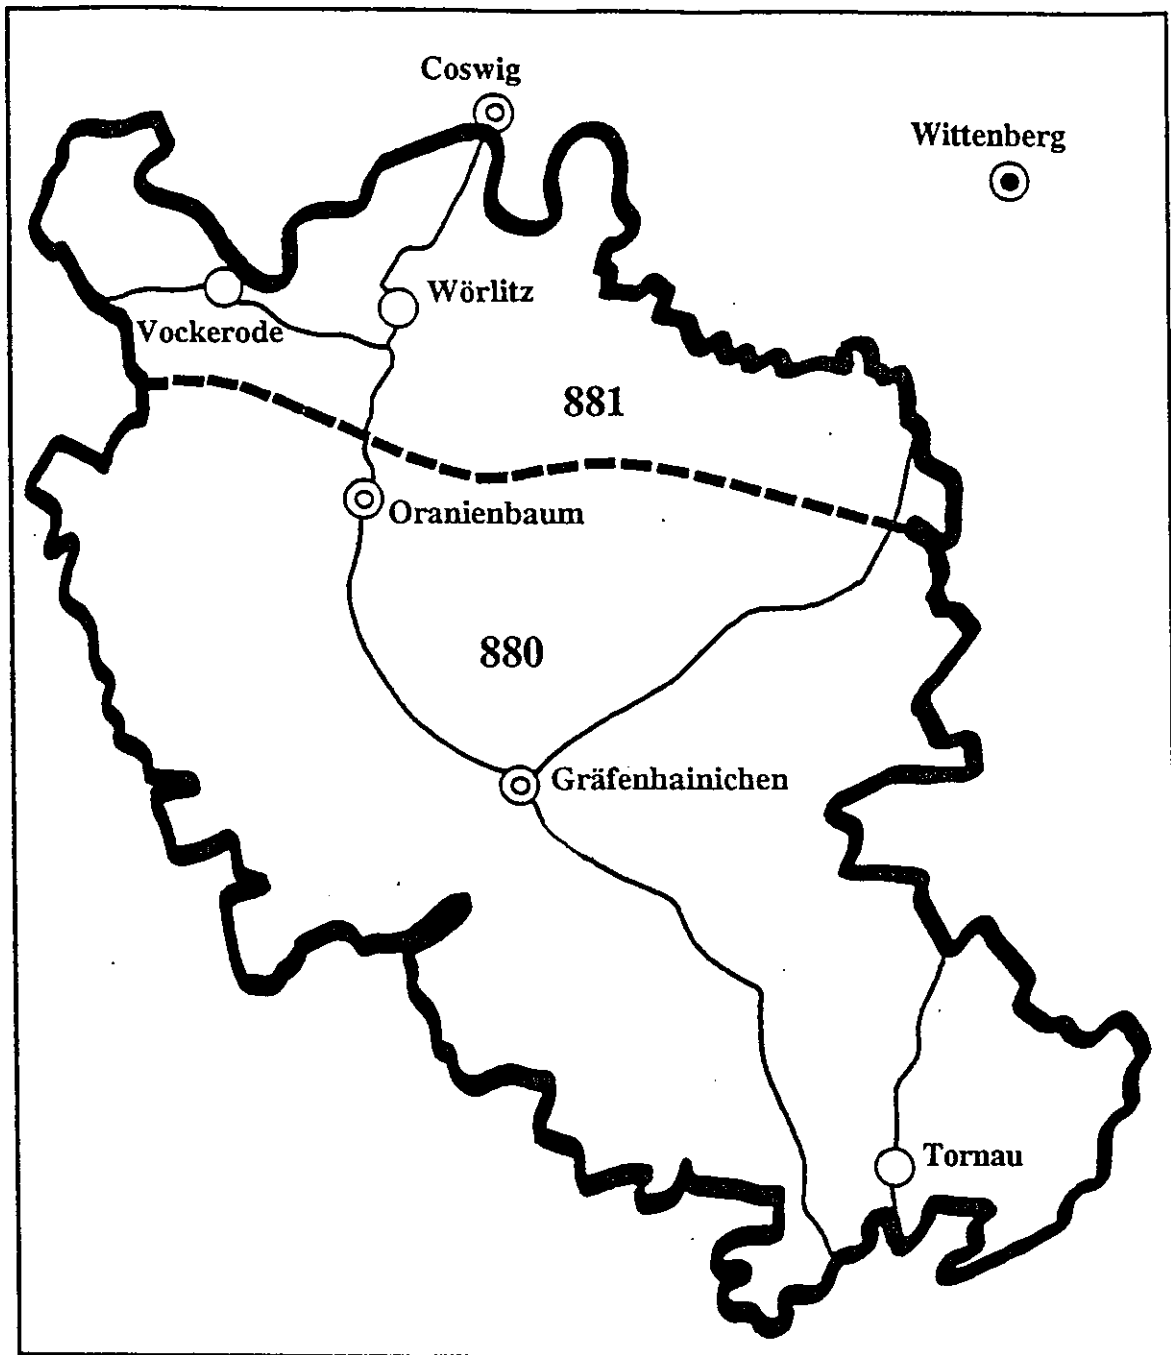 Coswig
Wittenberg
Wörlitz
Vockerode
881
Oranienbaum
880
Gräfenhainichen
Tornau